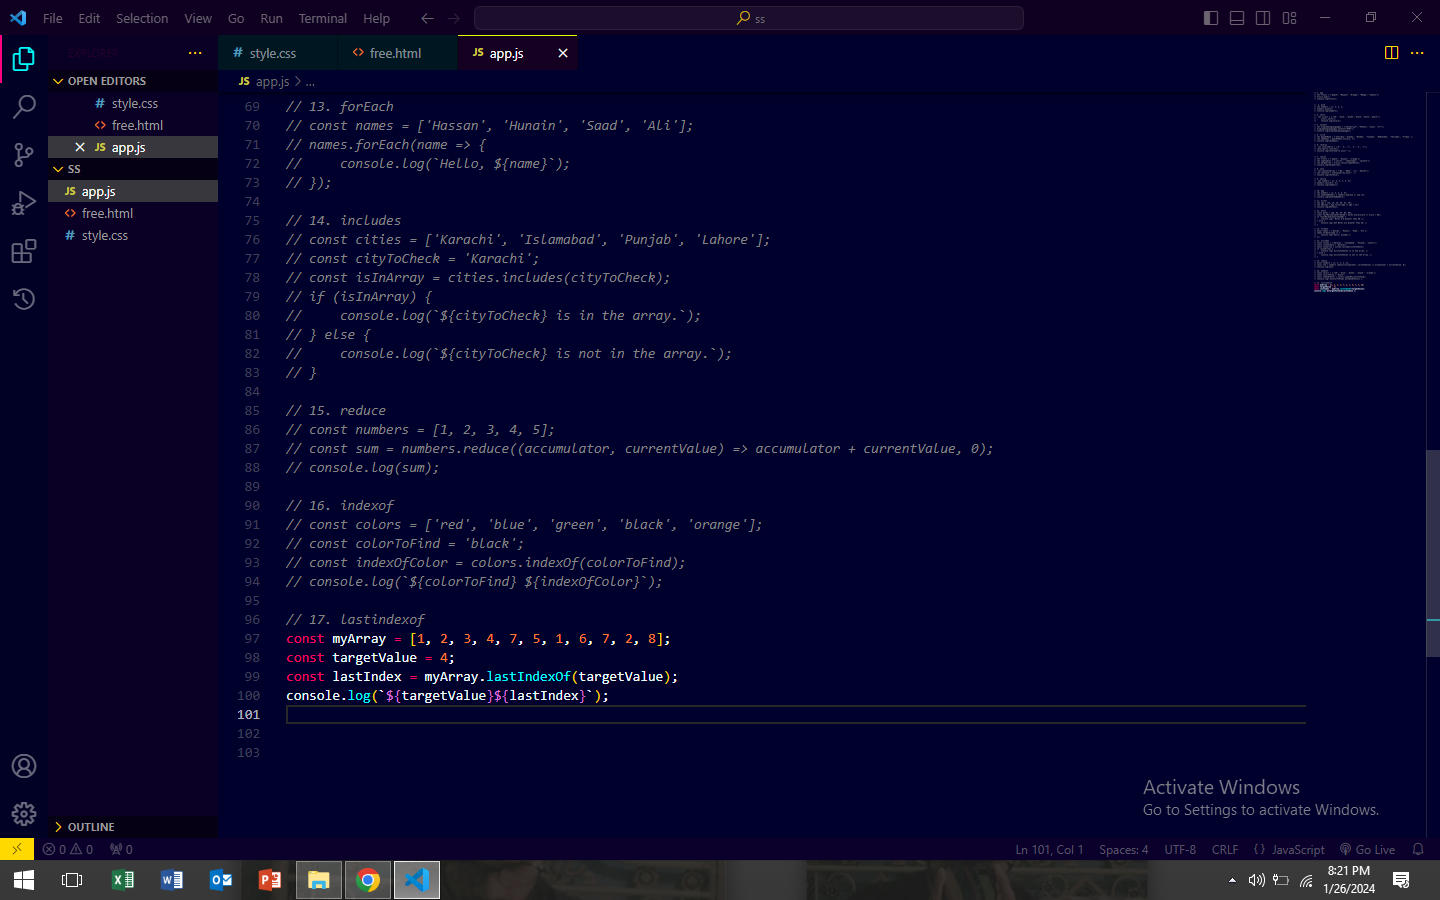 File Edit Selection View Go Run Terminal Help
ss
EXPLORER
style.css
free.html
app.js
OPEN EDITORS
style.css
free.html
JS app.js
SS
JS app.js
free.html
style.css
OUTLINE
JS app.js > ...
69 // 13. forEach
70 // const names = ['Hassan', 'Hunain', 'Saad', 'Ali'];
71 // names.forEach(name => {
72 //     console.log(`Hello, ${name}`);
73 // });
74
75 // 14. includes
76 // const cities = ['Karachi', 'Islamabad', 'Punjab', 'Lahore'];
77 // const cityToCheck = 'Karachi';
78 // const isInArray = cities.includes(cityToCheck);
79 // if (isInArray) {
80 //     console.log(`${cityToCheck} is in the array.`);
81 // } else {
82 //     console.log(`${cityToCheck} is not in the array.`);
83 // }
84
85 // 15. reduce
86 // const numbers = [1, 2, 3, 4, 5];
87 // const sum = numbers.reduce((accumulator, currentValue) => accumulator + currentValue, 0);
88 // console.log(sum);
89
90 // 16. indexof
91 // const colors = ['red', 'blue', 'green', 'black', 'orange'];
92 // const colorToFind = 'black';
93 // const indexOfColor = colors.indexOf(colorToFind);
94 // console.log(`${colorToFind} ${indexOfColor}`);
95
96 // 17. lastindexof
97 const myArray = [1, 2, 3, 4, 7, 5, 1, 6, 7, 2, 8];
98 const targetValue = 4;
99 const lastIndex = myArray.lastIndexOf(targetValue);
100 console.log(`${targetValue}${lastIndex}`);
101
102
103
Activate Windows
Go to Settings to activate Windows.
0 0 0 Ln 101, Col 1 Spaces: 4 UTF-8 CRLF {} JavaScript Go Live
8:21 PM
1/26/2024